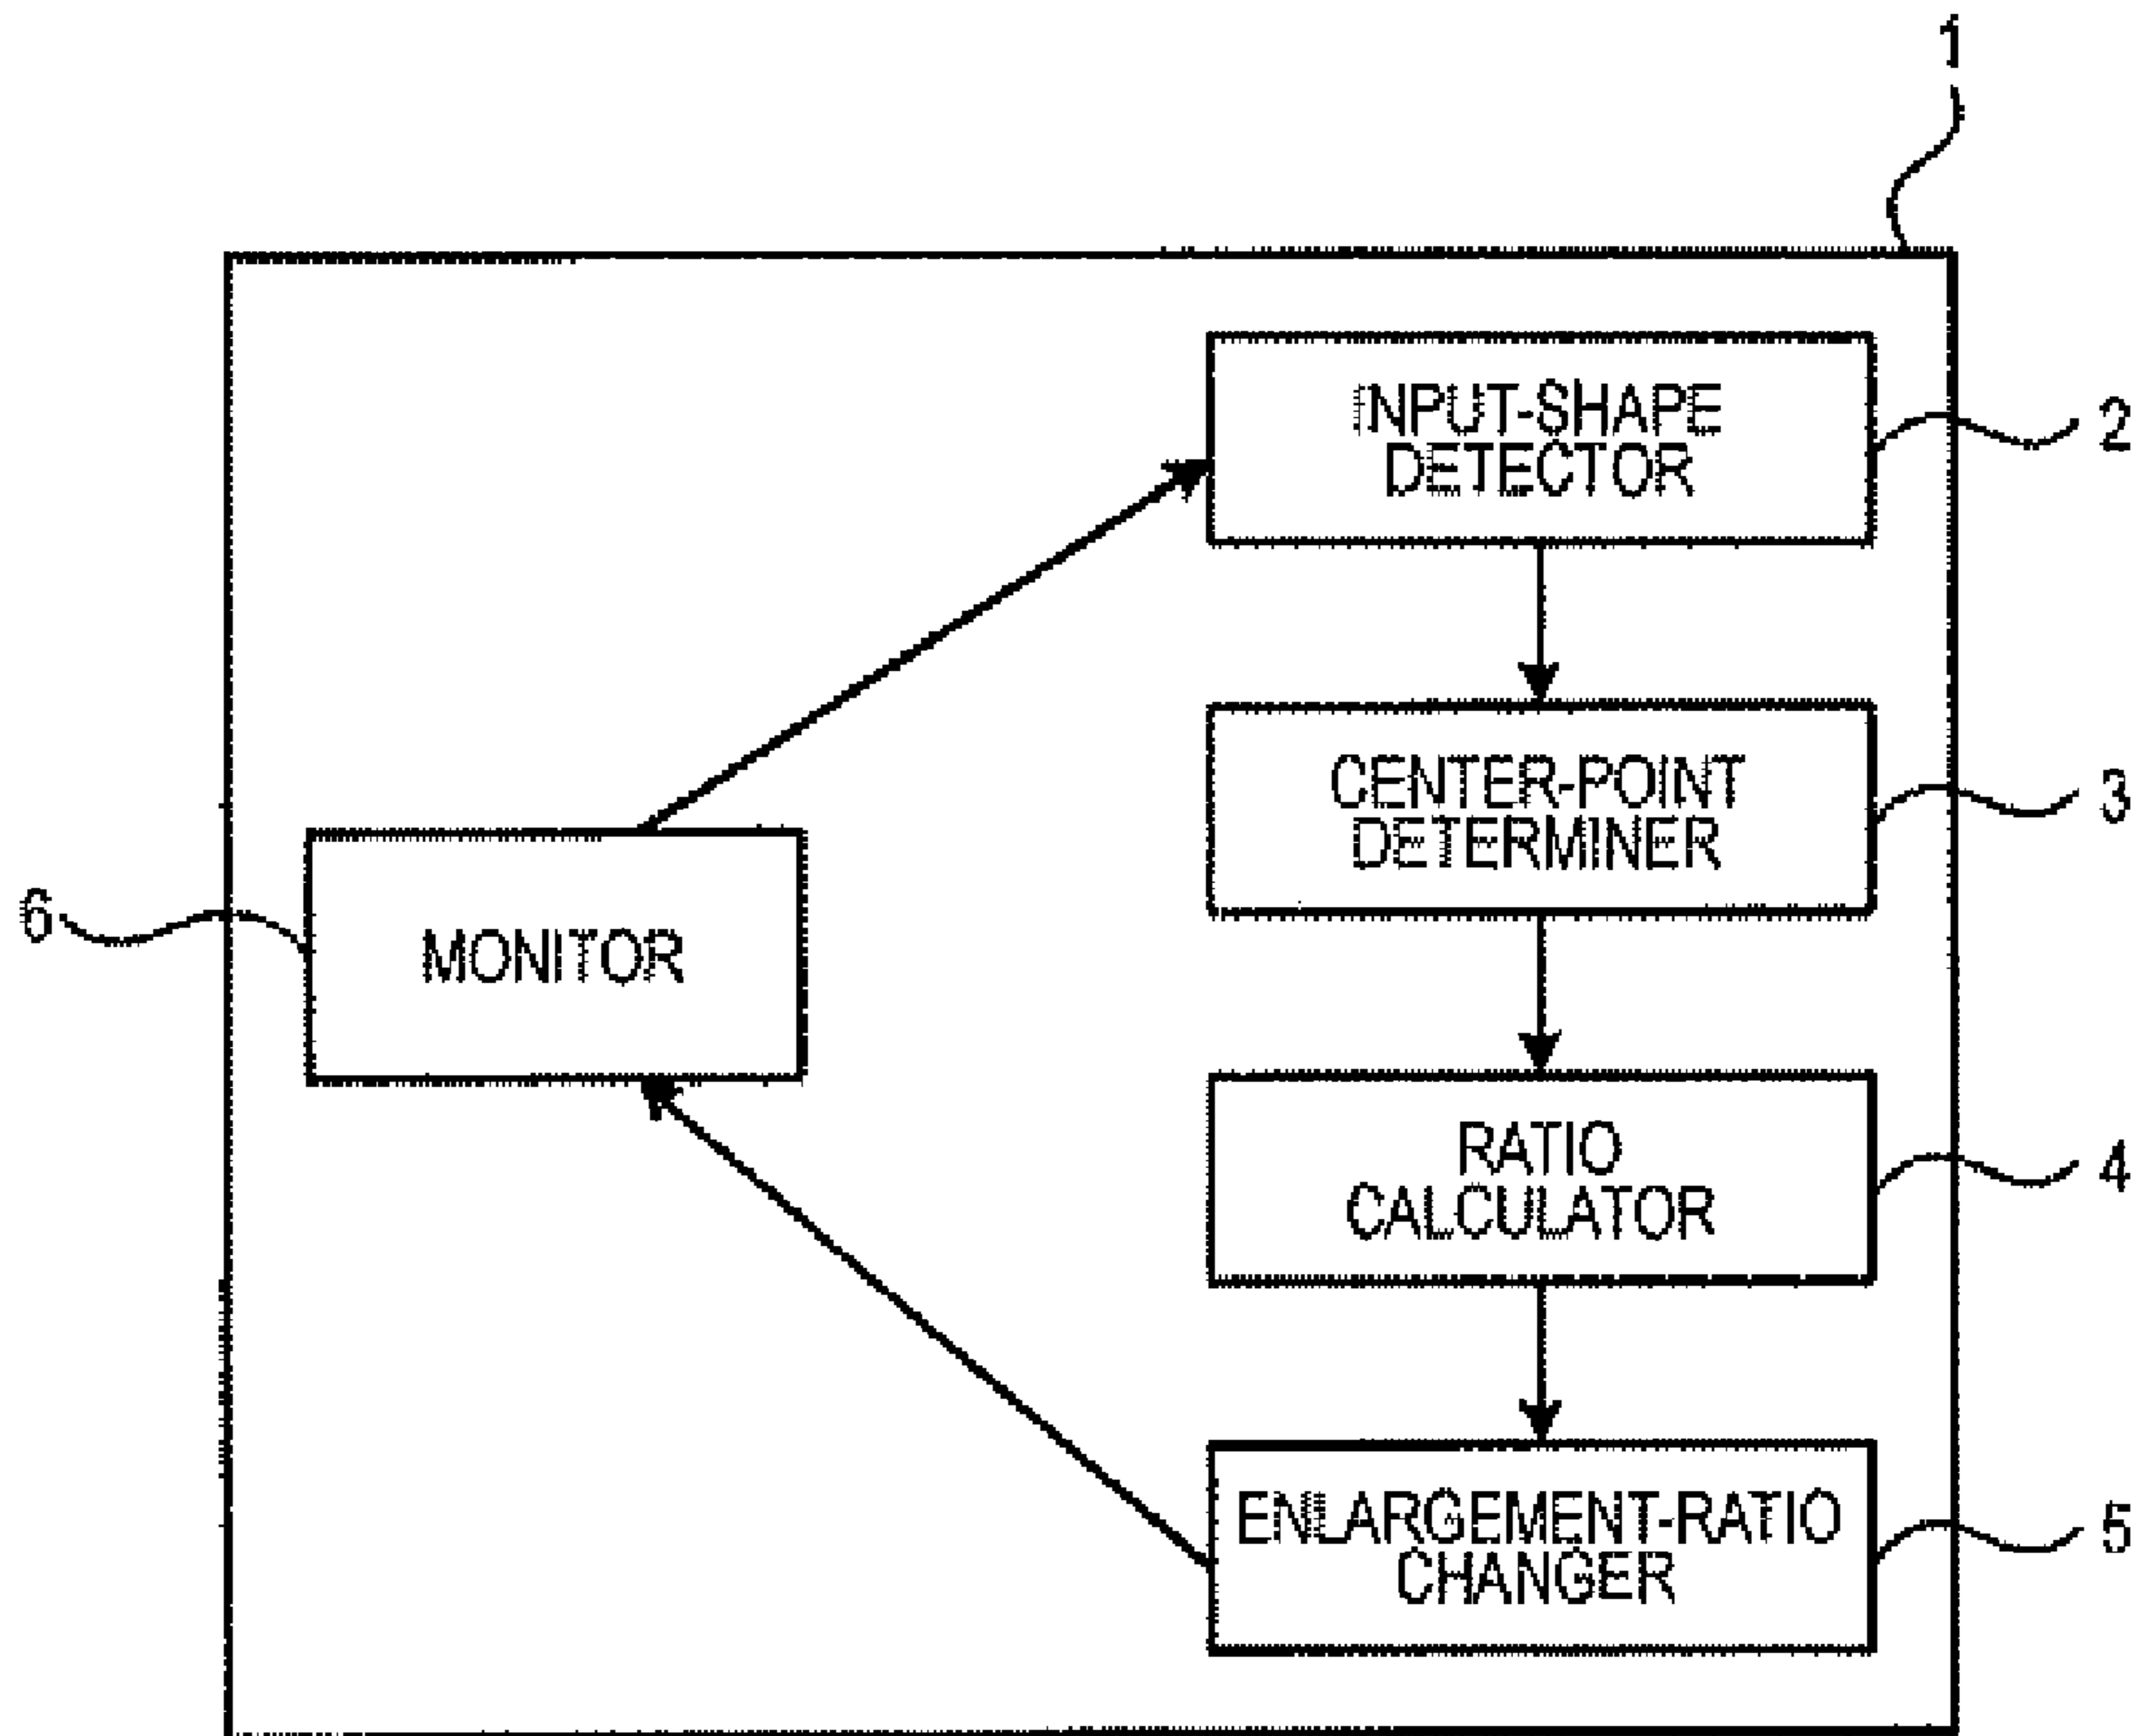 1
INPUT-SHAPE
DETECTOR
2
CENTER-POINT
DETERMINER
3
6
MONITOR
RATIO
CALCULATOR
4
ENLARGEMENT-RATIO
CHANGER
5